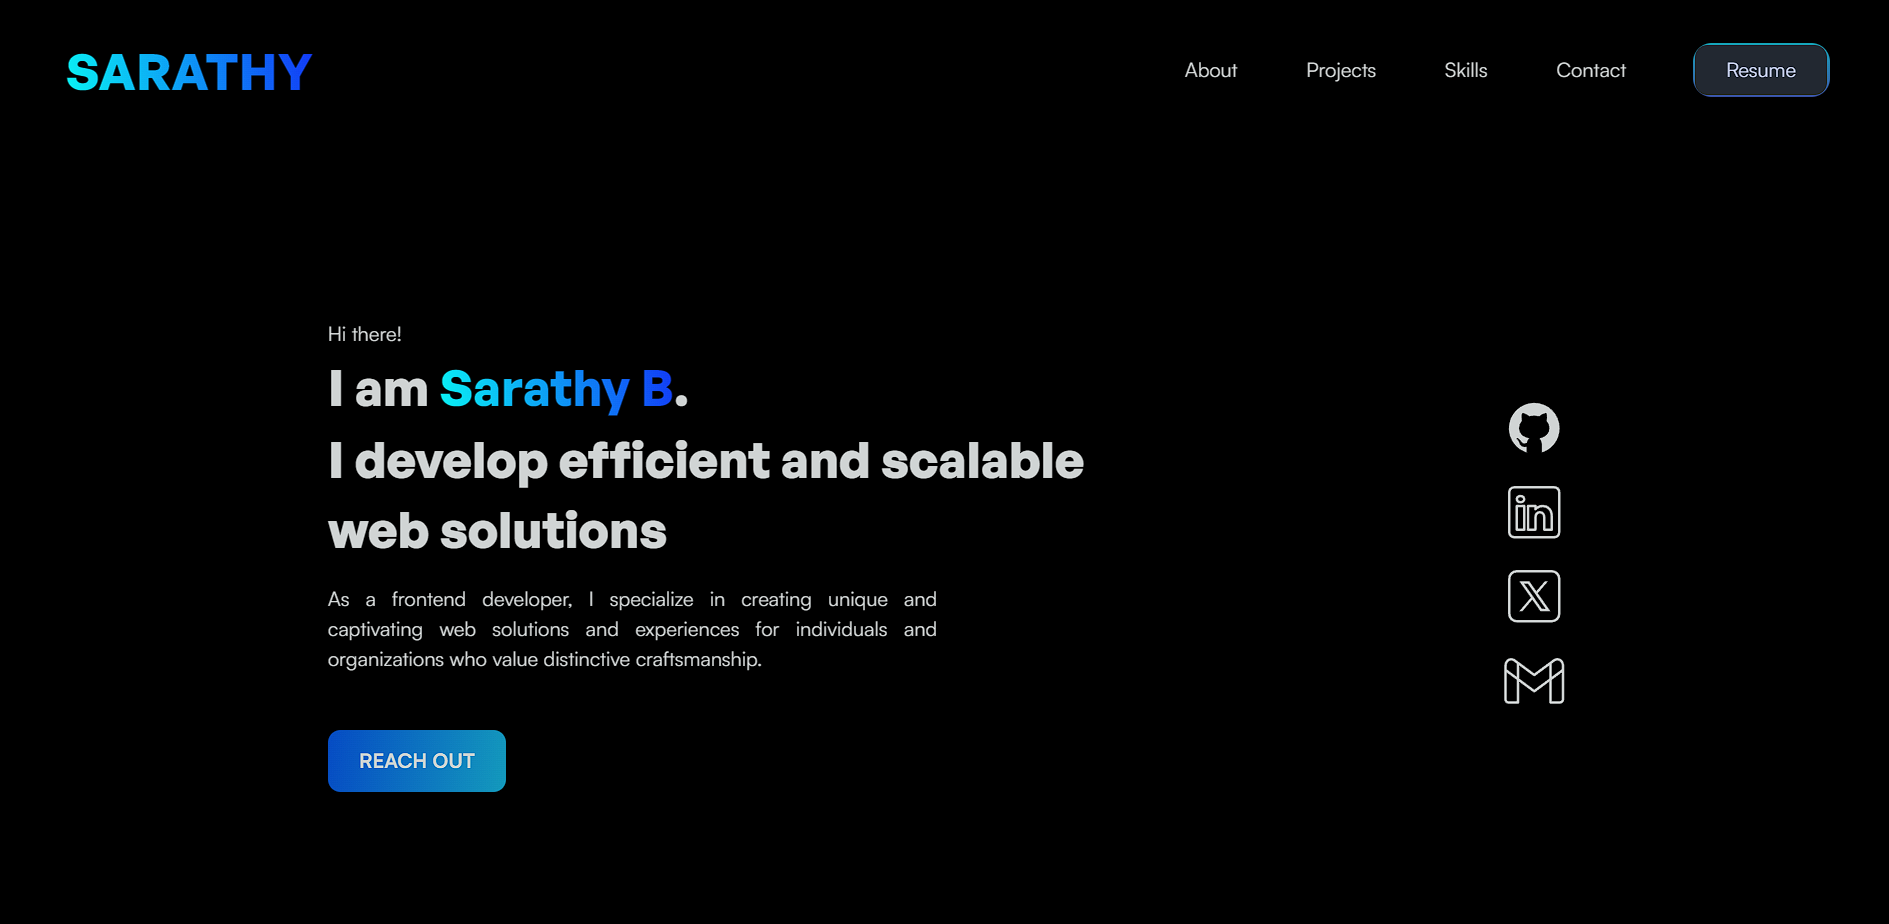 SARATHY
About
Projects
Skills
Contact
Resume
Hi there!
I am Sarathy B.
I develop efficient and scalable
web solutions
As a frontend developer, I specialize in creating unique and
captivating web solutions and experiences for individuals and
organizations who value distinctive craftsmanship.
in
X
M
REACH OUT